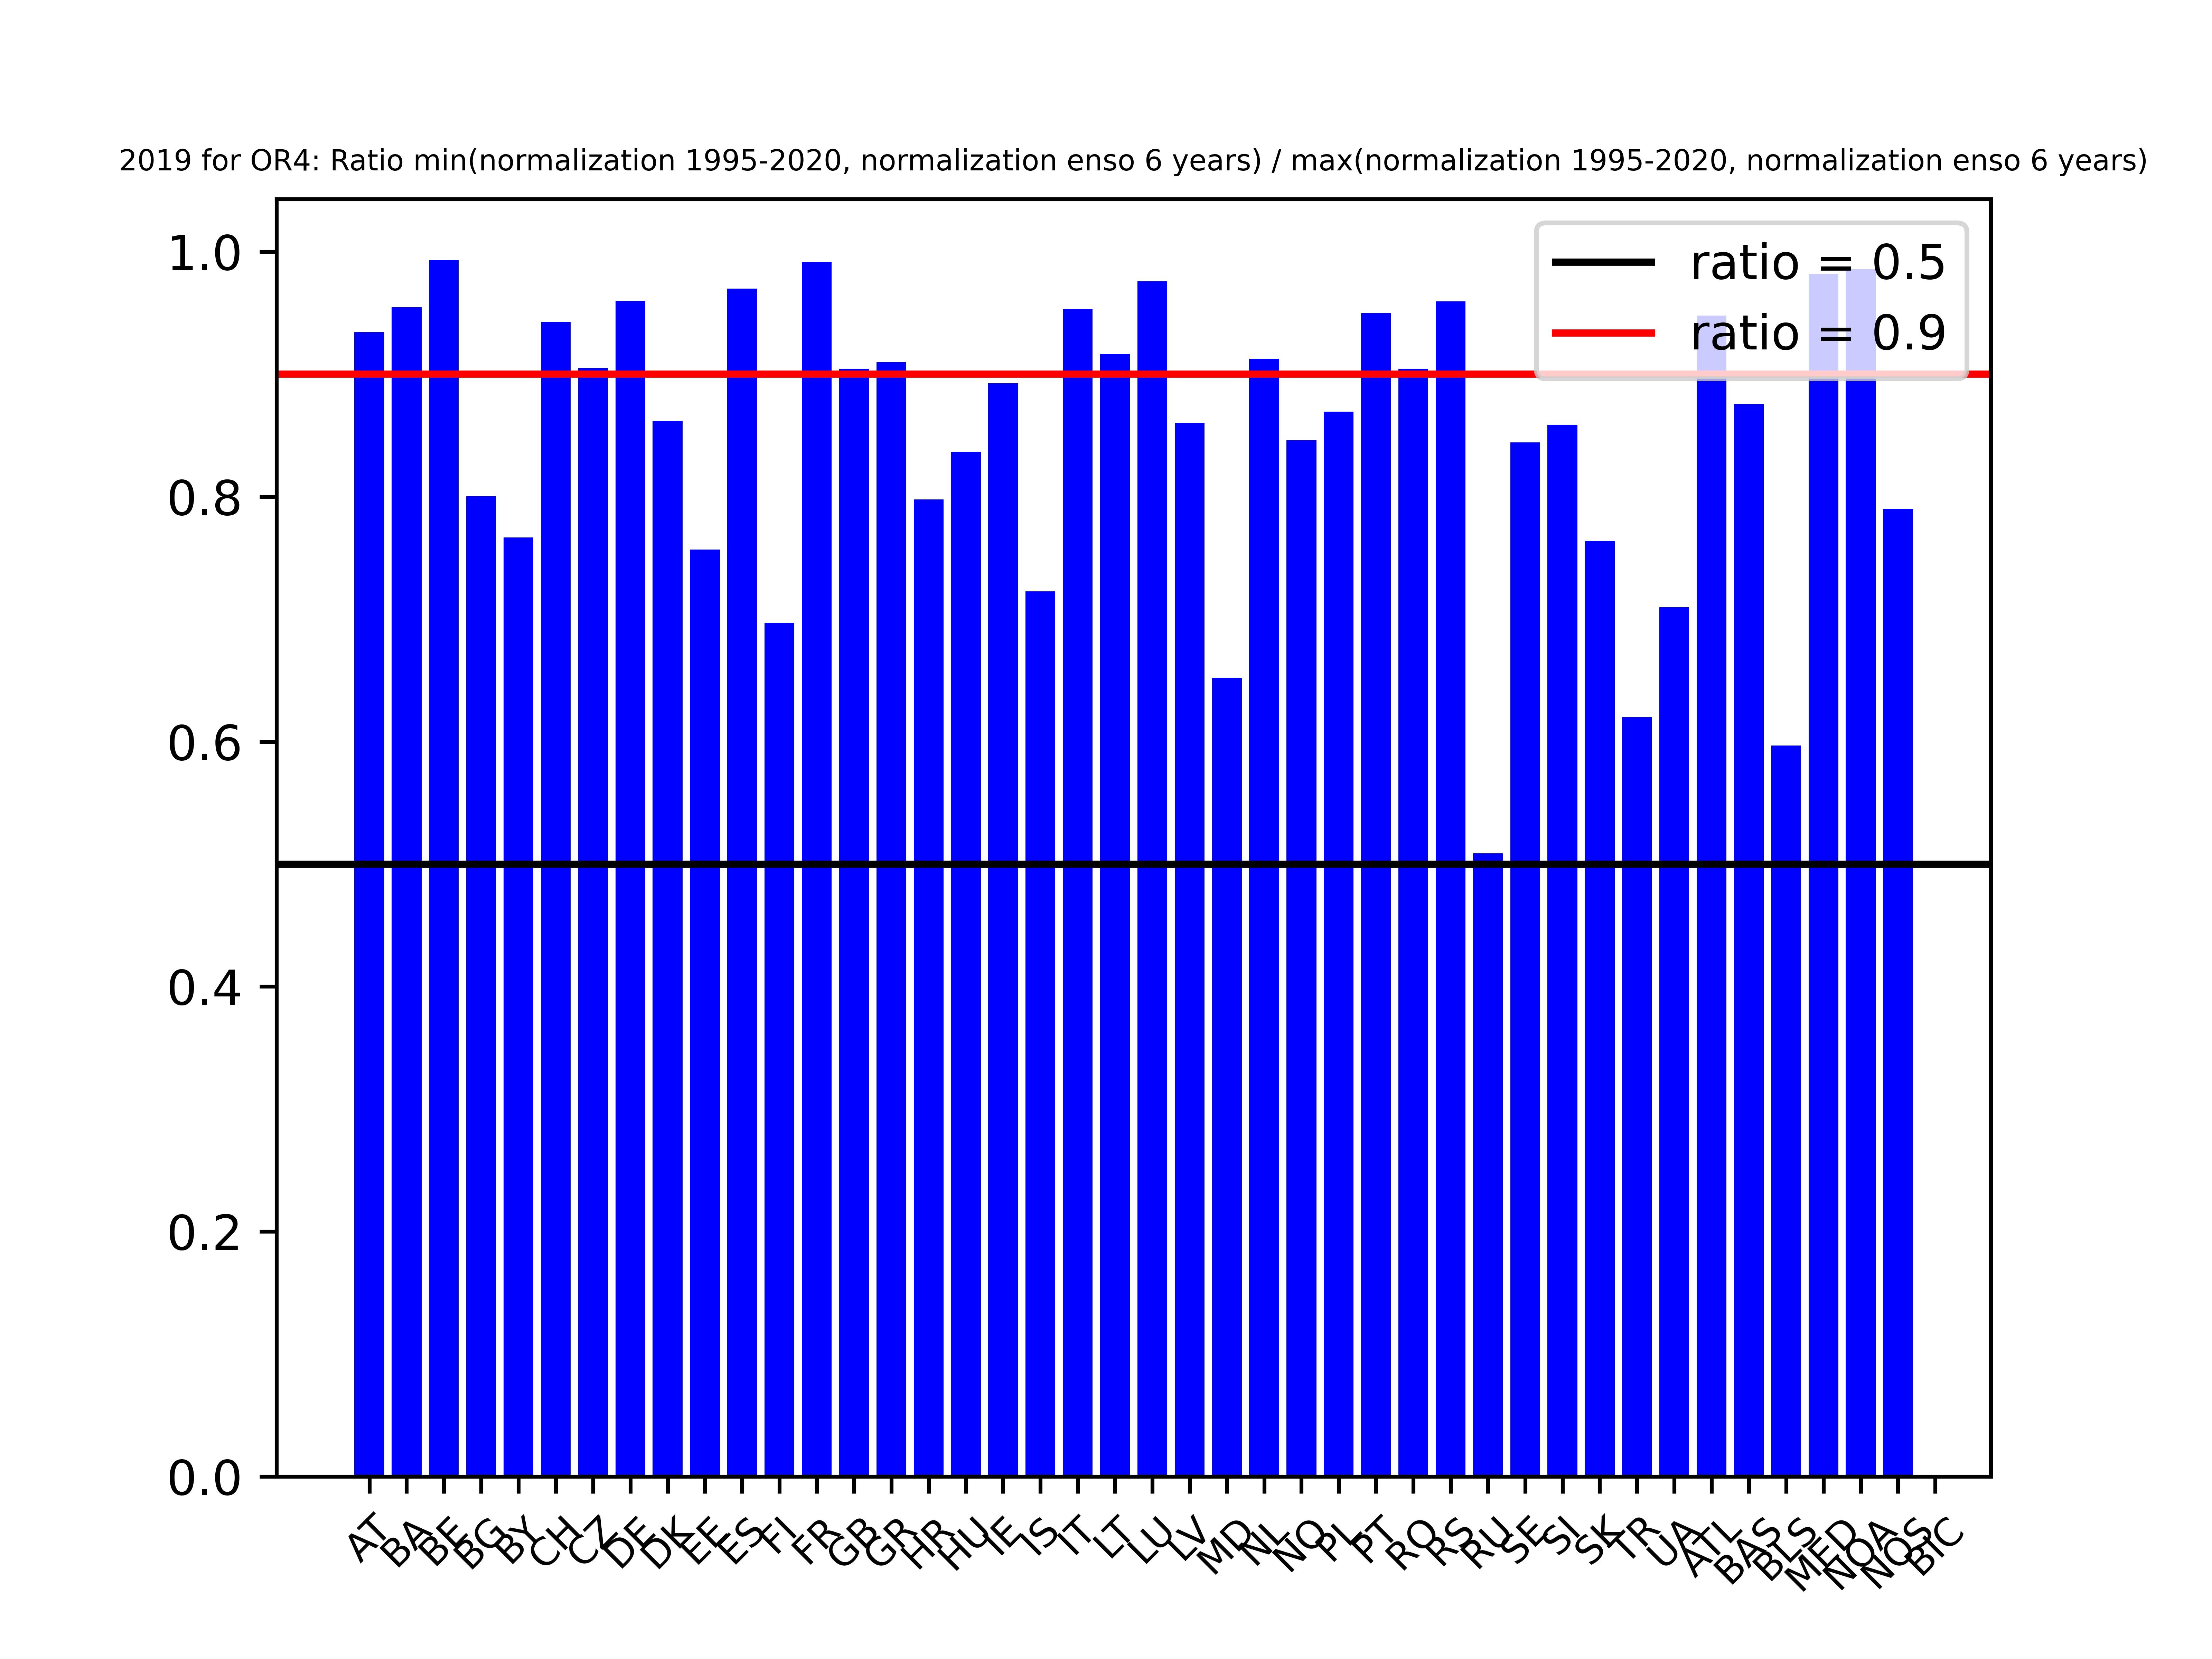 2019 for OR4: Ratio min(normalization 1995-2020, normalization enso 6 years) / max(normalization 1995-2020, normalization enso 6 years)
1.0
ratio = 0.5
ratio = 0.9
0.8
0.6
0.4
0.2
0.0
AT BA BE BG BY CH CZ DE DK EE ES FI FR GB GR HR HU IE IS IT LT LU LV MD NL NO PL PT RO RS RU SE SI SK TR UA ATL BAS BLS MED NOA NOS BIC